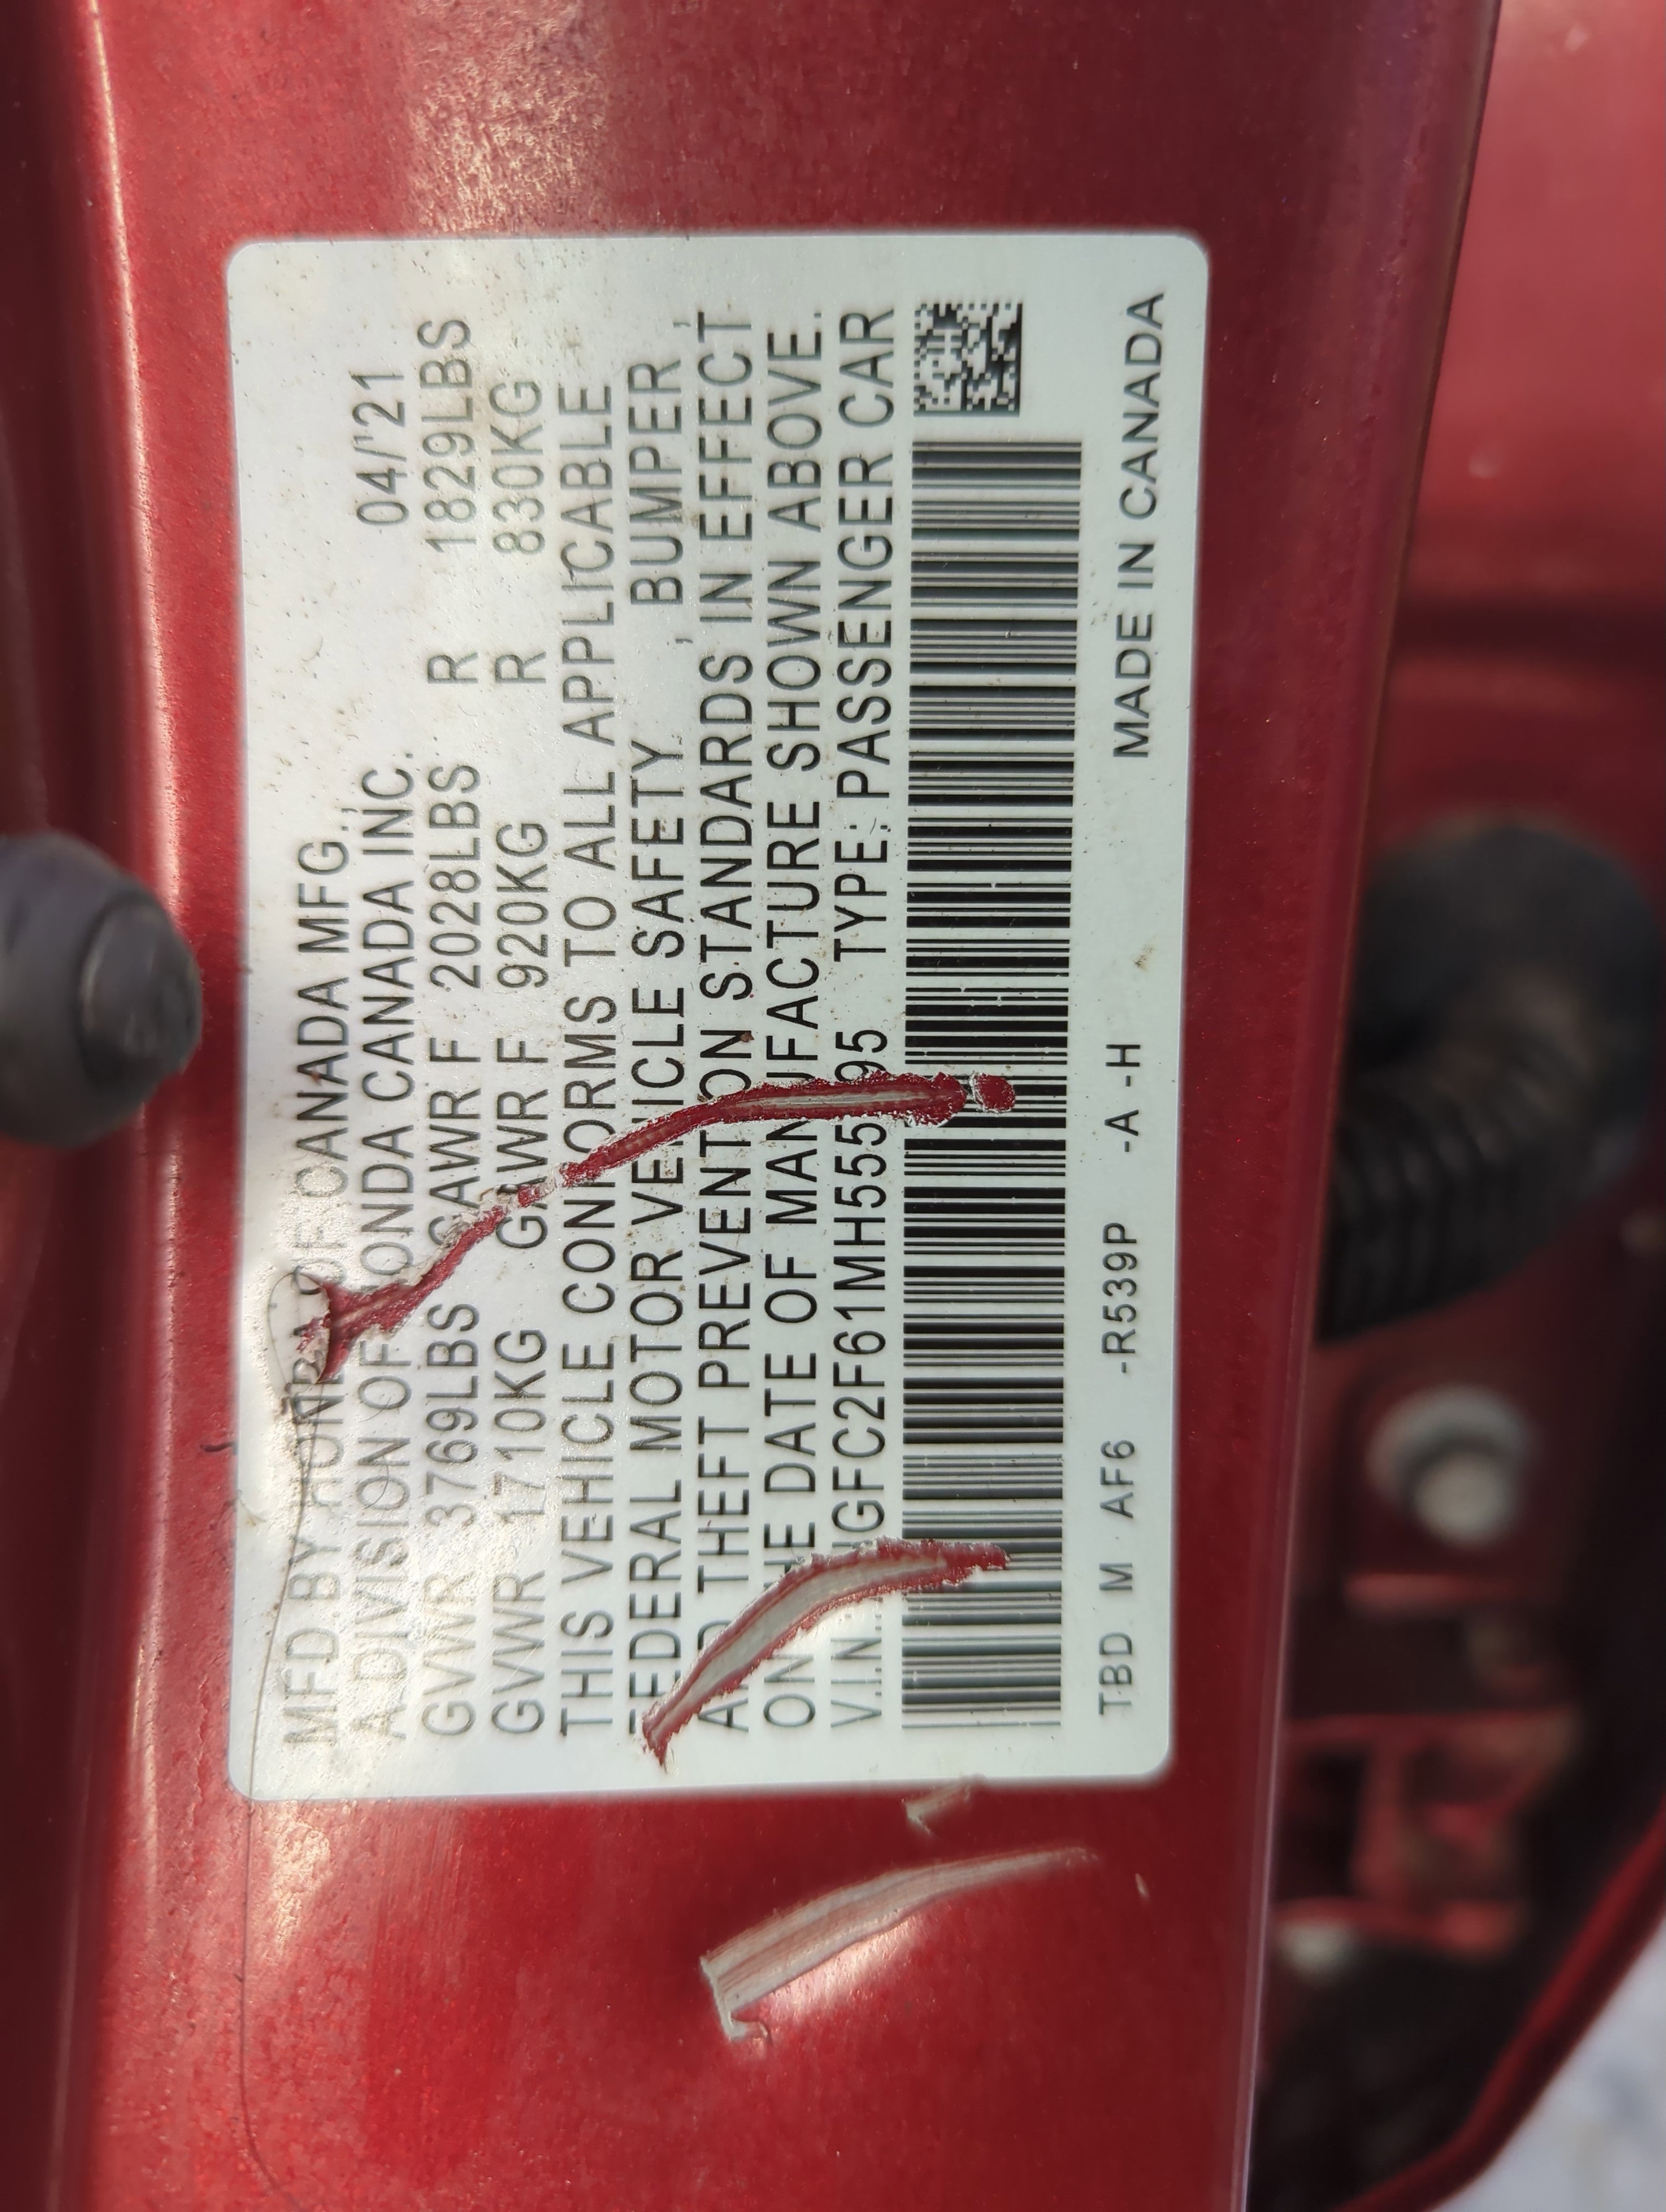 MFD BY HONDA OF CANADA MFG.,
A DIVISION OF HONDA CANADA INC. 04/'21
GVWR 3769LBS GAWR F 2028LBS R 1829LBS
GVWR 1710KG GAWR F 920KG R 830KG
THIS VEHICLE CONFORMS TO ALL APPLICABLE
FEDERAL MOTOR VEHICLE SAFETY , BUMPER ,
AND THEFT PREVENTION STANDARDS IN EFFECT
ON THE DATE OF MANUFACTURE SHOWN ABOVE.
V.I.N.: TYPE: PASSENGER CAR
TBD M AF6 -R539P -A -H MADE IN CANADA